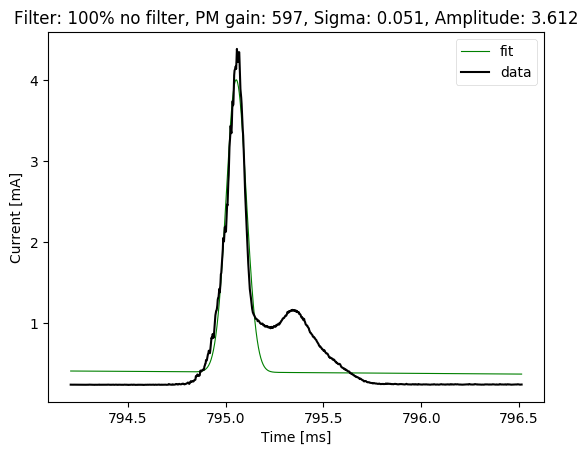 Filter: 100% no filter, PM gain: 597, Sigma: 0.051, Amplitude: 3.612
fit
data
4
3
2
1
Current [mA]
794.5 795.0 795.5 796.0 796.5
Time [ms]